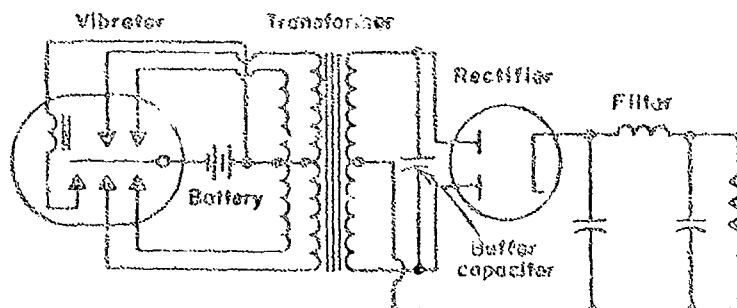 Vibrator
Transformer
Rectifier
Filter
Battery
Buffer
capacitor